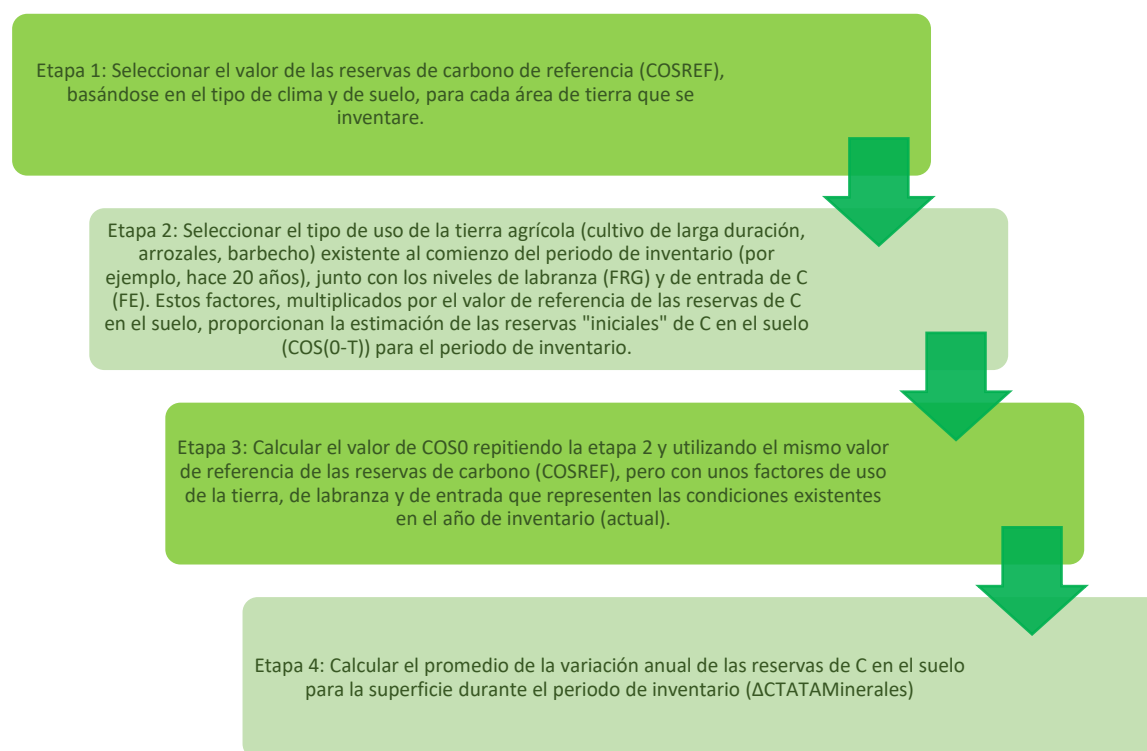 Etapa 1: Seleccionar el valor de las reservas de carbono de referencia (COSREF),
basándose en el tipo de clima y de suelo, para cada área de tierra que se
inventare.
Etapa 2: Seleccionar el tipo de uso de la tierra agrícola (cultivo de larga duración,
arrozales, barbecho) existente al comienzo del periodo de inventario (por
ejemplo, hace 20 años), junto con los niveles de labranza (FRG) y de entrada de C
(FE). Estos factores, multiplicados por el valor de referencia de las reservas de C
en el suelo, proporcionan la estimación de las reservas "iniciales" de C en el suelo
(COS(0-T)) para el periodo de inventario.
Etapa 3: Calcular el valor de COS0 repitiendo la etapa 2 y utilizando el mismo valor
de referencia de las reservas de carbono (COSREF), pero con unos factores de uso
de la tierra, de labranza y de entrada que representen las condiciones existentes
en el año de inventario (actual).
Etapa 4: Calcular el promedio de la variación anual de las reservas de C en el suelo
para la superficie durante el periodo de inventario (ΔCTATAMinerales)